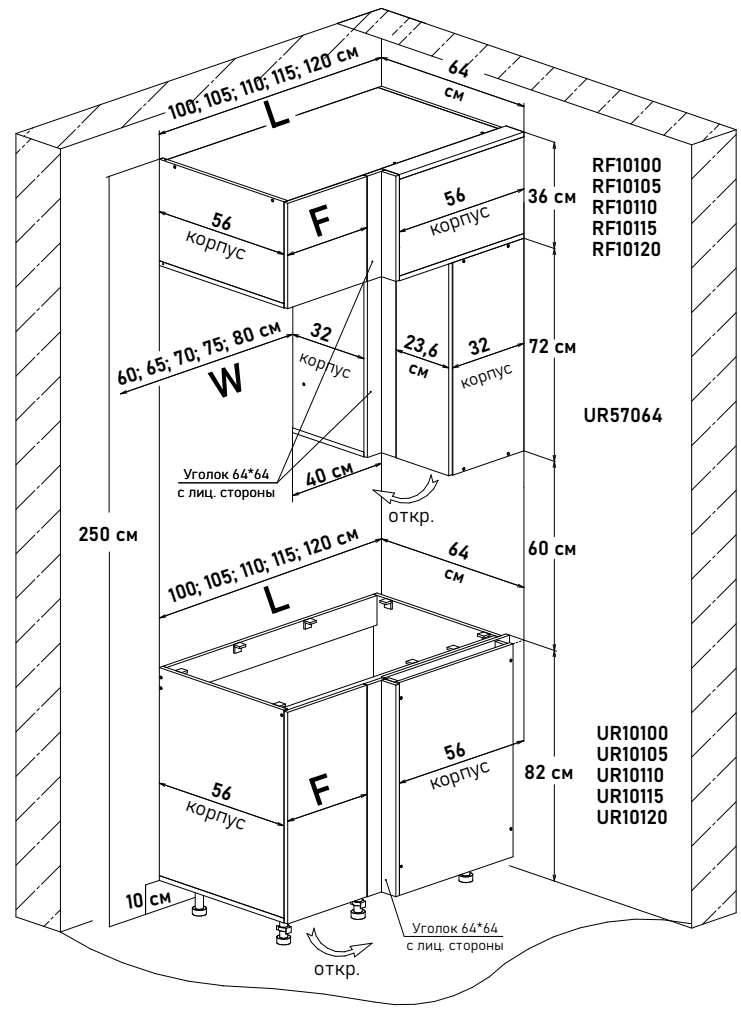 100; 105; 110; 115; 120 см
L
64
см
RF10100
RF10105
RF10110
RF10115
RF10120
36 см
56
корпус
F
56
корпус
60; 65; 70; 75; 80 см
W
32
корпус
23,6
см
32
корпус
72 см
UR57064
Уголок 64*64
с лиц. стороны
40 см
откр.
250 см
100; 105; 110; 115; 120 см
L
64
см
60 см
UR10100
UR10105
UR10110
UR10115
UR10120
82 см
56
корпус
F
56
корпус
10 см
Уголок 64*64
с лиц. стороны
откр.